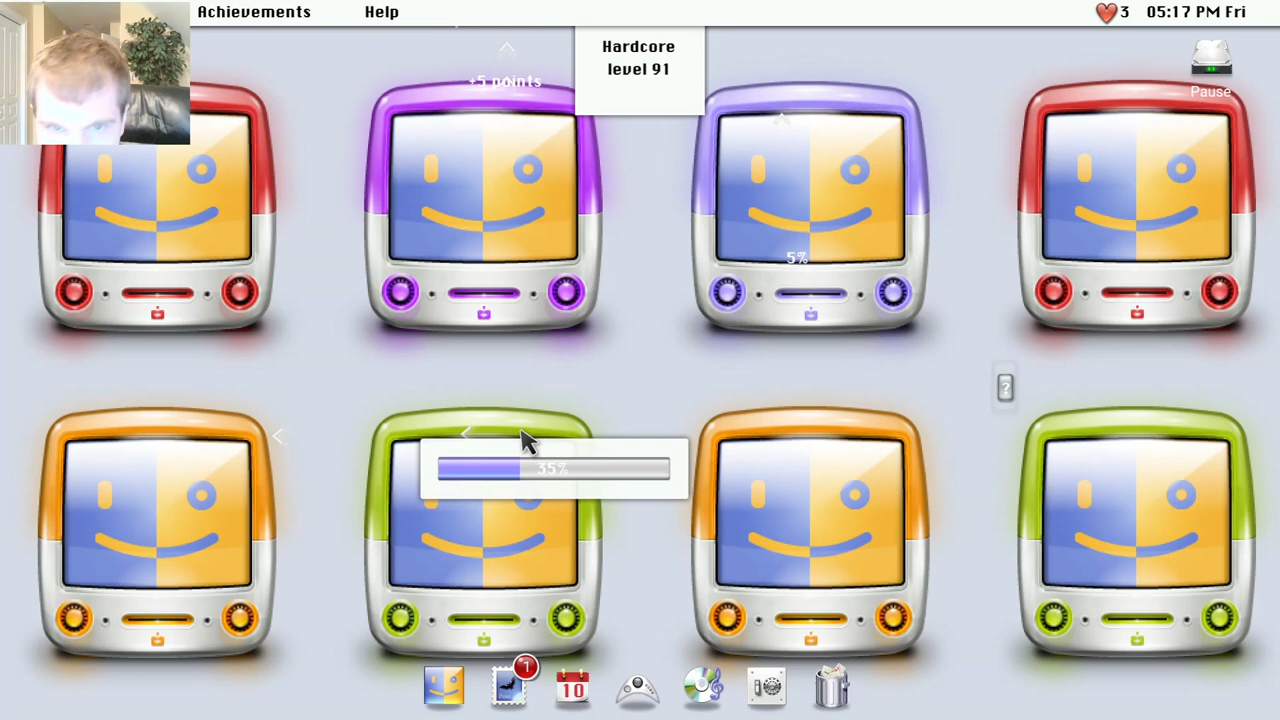 Achievements
Help
3
05:17 PM Fri
Hardcore
level 91
+5 points
Pause
5%
?
35%
1
10